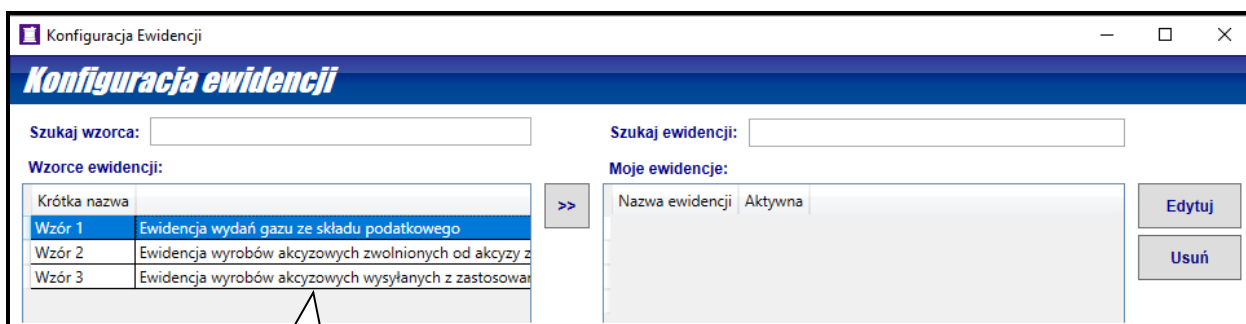 Konfiguracja Ewidencji
Konfiguracja ewidencji
Szukaj wzorca:
Szukaj ewidencji:
Wzorce ewidencji:
Moje ewidencje:
Krótka nazwa
Wzór 1 Ewidencja wydań gazu ze składu podatkowego
Wzór 2 Ewidencja wyrobów akcyzowych zwolnionych od akcyzy z
Wzór 3 Ewidencja wyrobów akcyzowych wysyłanych z zastosowan
>>
Nazwa ewidencji Aktywna
Edytuj
Usuń